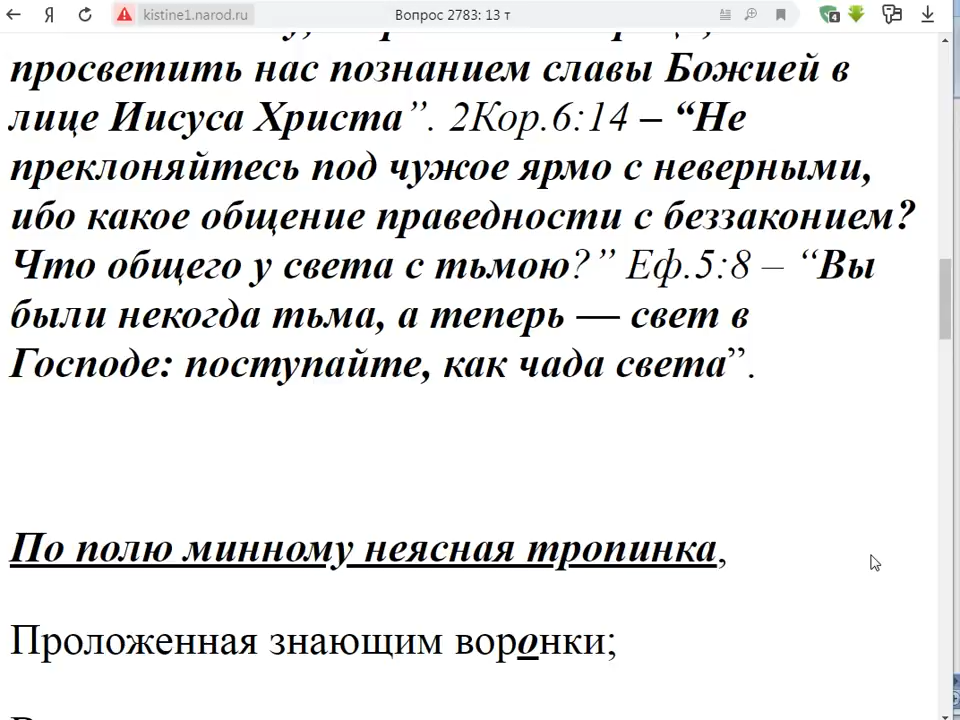 kistine1.narod.ru
Вопрос 2783: 13 т
просветить нас познанием славы Божией в
лице Иисуса Христа”. 2Кор.6:14 – “Не
преклоняйтесь под чужое ярмо с неверными,
ибо какое общение праведности с беззаконием?
Что общего у света с тьмою?” Еф.5:8 – “Вы
были некогда тьма, а теперь — свет в
Господе: поступайте, как чада света”.
По полю минному неясная тропинка,
Проложенная знающим воронки;